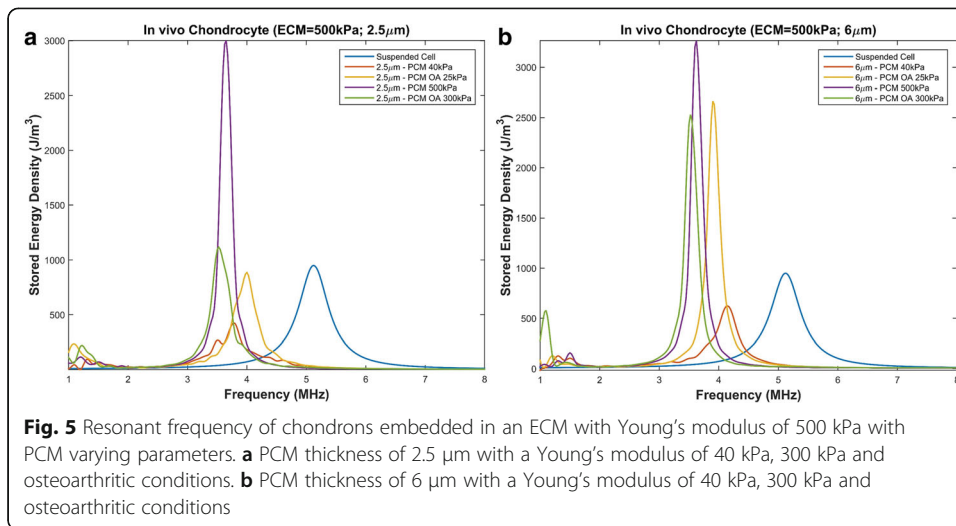 a
In vivo Chondrocyte (ECM=500kPa; 2.5μm)
3000
2500
2000
1500
1000
500
Stored Energy Density (J/m³)
Suspended Cell
2.5μm - PCM 40kPa
2.5μm - PCM OA 25kPa
2.5μm - PCM 500kPa
2.5μm - PCM OA 300kPa
1 2 3 4 5 6 7 8
Frequency (MHz)
b
In vivo Chondrocyte (ECM=500kPa; 6μm)
3000
2500
2000
1500
1000
500
0
Stored Energy Density (J/m³)
Suspended Cell
6μm - PCM 40kPa
6μm - PCM OA 25kPa
6μm - PCM 500kPa
6μm - PCM OA 300kPa
1 2 3 4 5 6 7 8
Frequency (MHz)
Fig. 5 Resonant frequency of chondrons embedded in an ECM with Young's modulus of 500 kPa with
PCM varying parameters. a PCM thickness of 2.5 μm with a Young's modulus of 40 kPa, 300 kPa and
osteoarthritic conditions. b PCM thickness of 6 μm with a Young's modulus of 40 kPa, 300 kPa and
osteoarthritic conditions